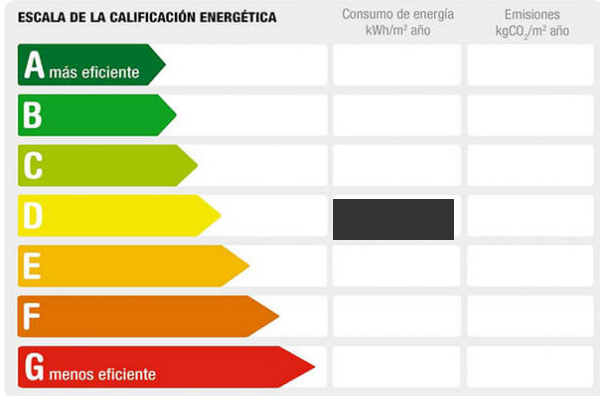 ESCALA DE LA CALIFICACIÓN ENERGÉTICA
Consumo de energía
kWh/m² año
Emisiones
kgCO₂/m² año
A más eficiente
B
C
D
E
F
G menos eficiente